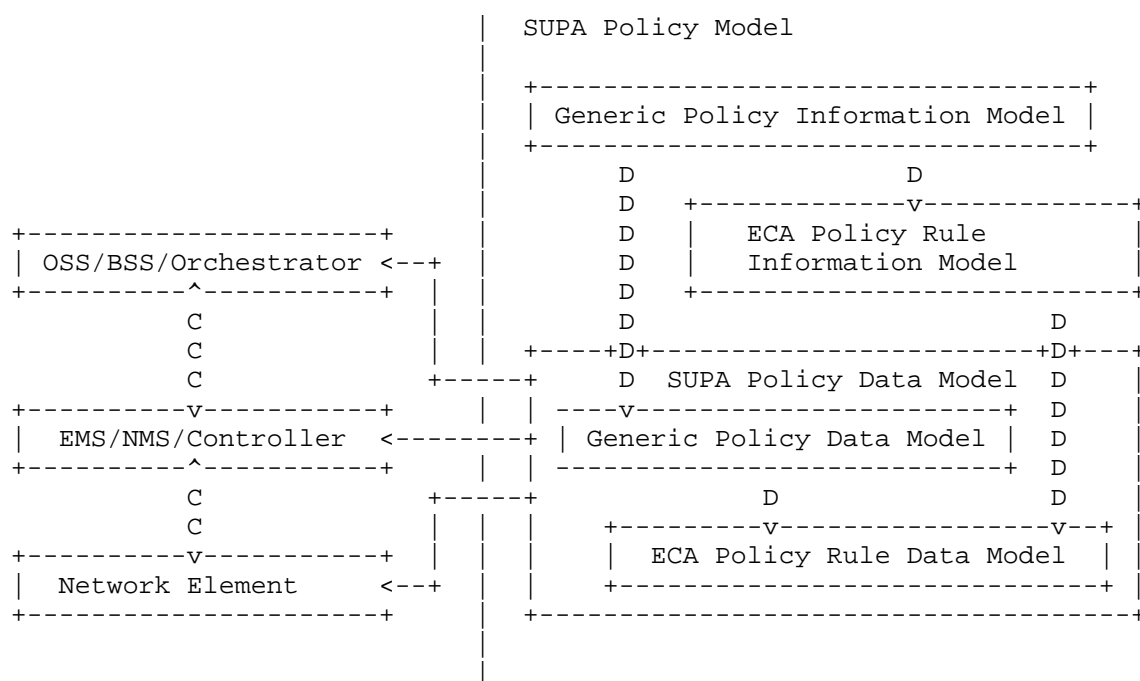 SUPA Policy Model
Generic Policy Information Model
D D
D v
D ECA Policy Rule
OSS/BSS/Orchestrator <--+ D Information Model
^ D
C D D
C D D
C D SUPA Policy Data Model D
v v D
EMS/NMS/Controller <--------+ Generic Policy Data Model D
^ D
C D D
C v v
v ECA Policy Rule Data Model
Network Element <--+